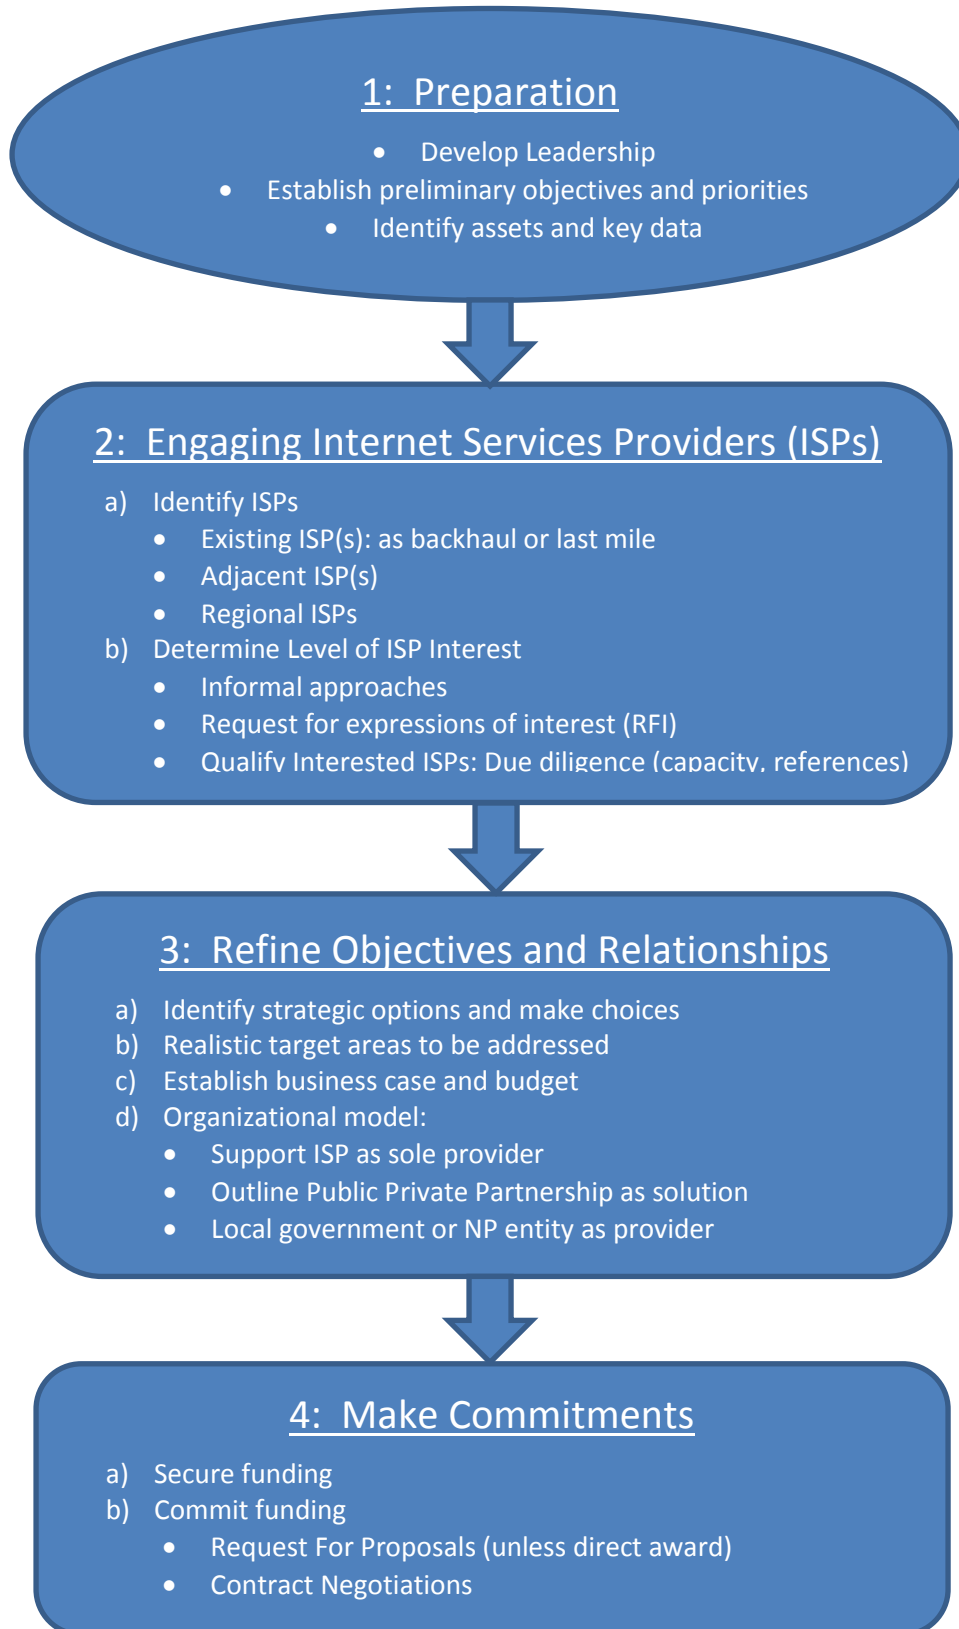 1: Preparation
• Develop Leadership
• Establish preliminary objectives and priorities
• Identify assets and key data
2: Engaging Internet Services Providers (ISPs)
a) Identify ISPs
• Existing ISP(s): as backhaul or last mile
• Adjacent ISP(s)
• Regional ISPs
b) Determine Level of ISP Interest
• Informal approaches
• Request for expressions of interest (RFI)
• Qualify Interested ISPs: Due diligence (capacity, references)
3: Refine Objectives and Relationships
a) Identify strategic options and make choices
b) Realistic target areas to be addressed
c) Establish business case and budget
d) Organizational model:
• Support ISP as sole provider
• Outline Public Private Partnership as solution
• Local government or NP entity as provider
4: Make Commitments
a) Secure funding
b) Commit funding
• Request For Proposals (unless direct award)
• Contract Negotiations